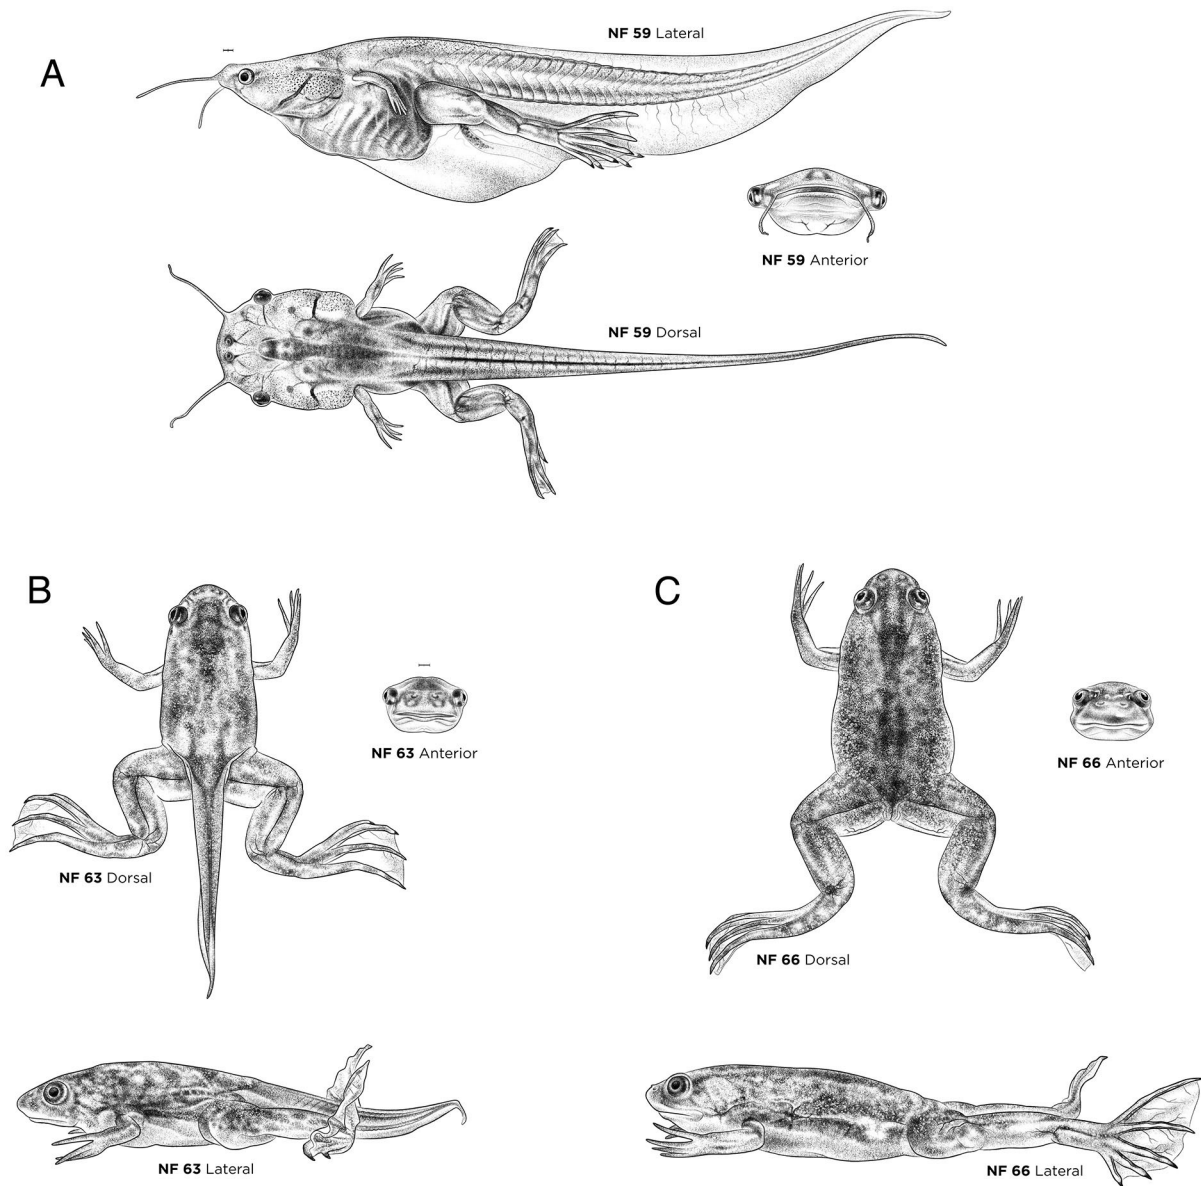 A
NF 59 Lateral
NF 59 Anterior
NF 59 Dorsal
B
NF 63 Anterior
NF 63 Dorsal
NF 63 Lateral
C
NF 66 Anterior
NF 66 Dorsal
NF 66 Lateral